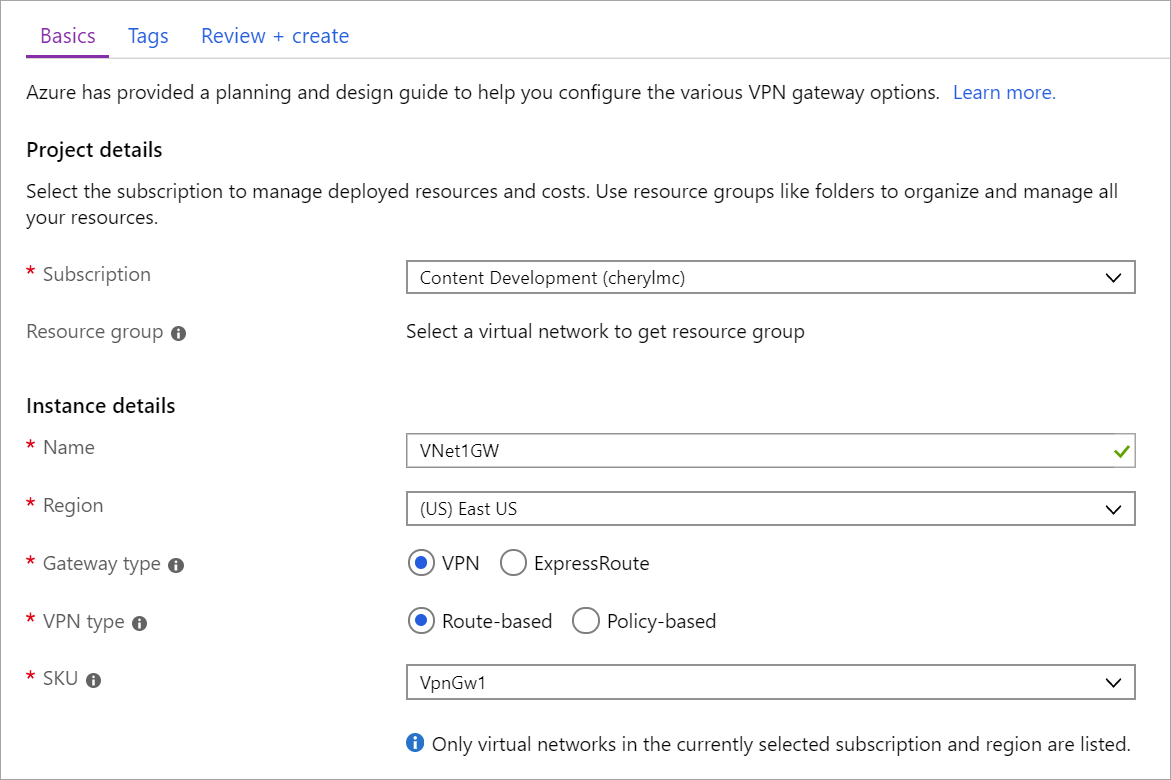 Basics Tags Review + create
Azure has provided a planning and design guide to help you configure the various VPN gateway options. Learn more.
Project details
Select the subscription to manage deployed resources and costs. Use resource groups like folders to organize and manage all
your resources.
* Subscription Content Development (cherylmc)
Resource group Select a virtual network to get resource group
Instance details
* Name VNet1GW
* Region (US) East US
* Gateway type VPN ExpressRoute
* VPN type Route-based Policy-based
* SKU VpnGw1
Only virtual networks in the currently selected subscription and region are listed.